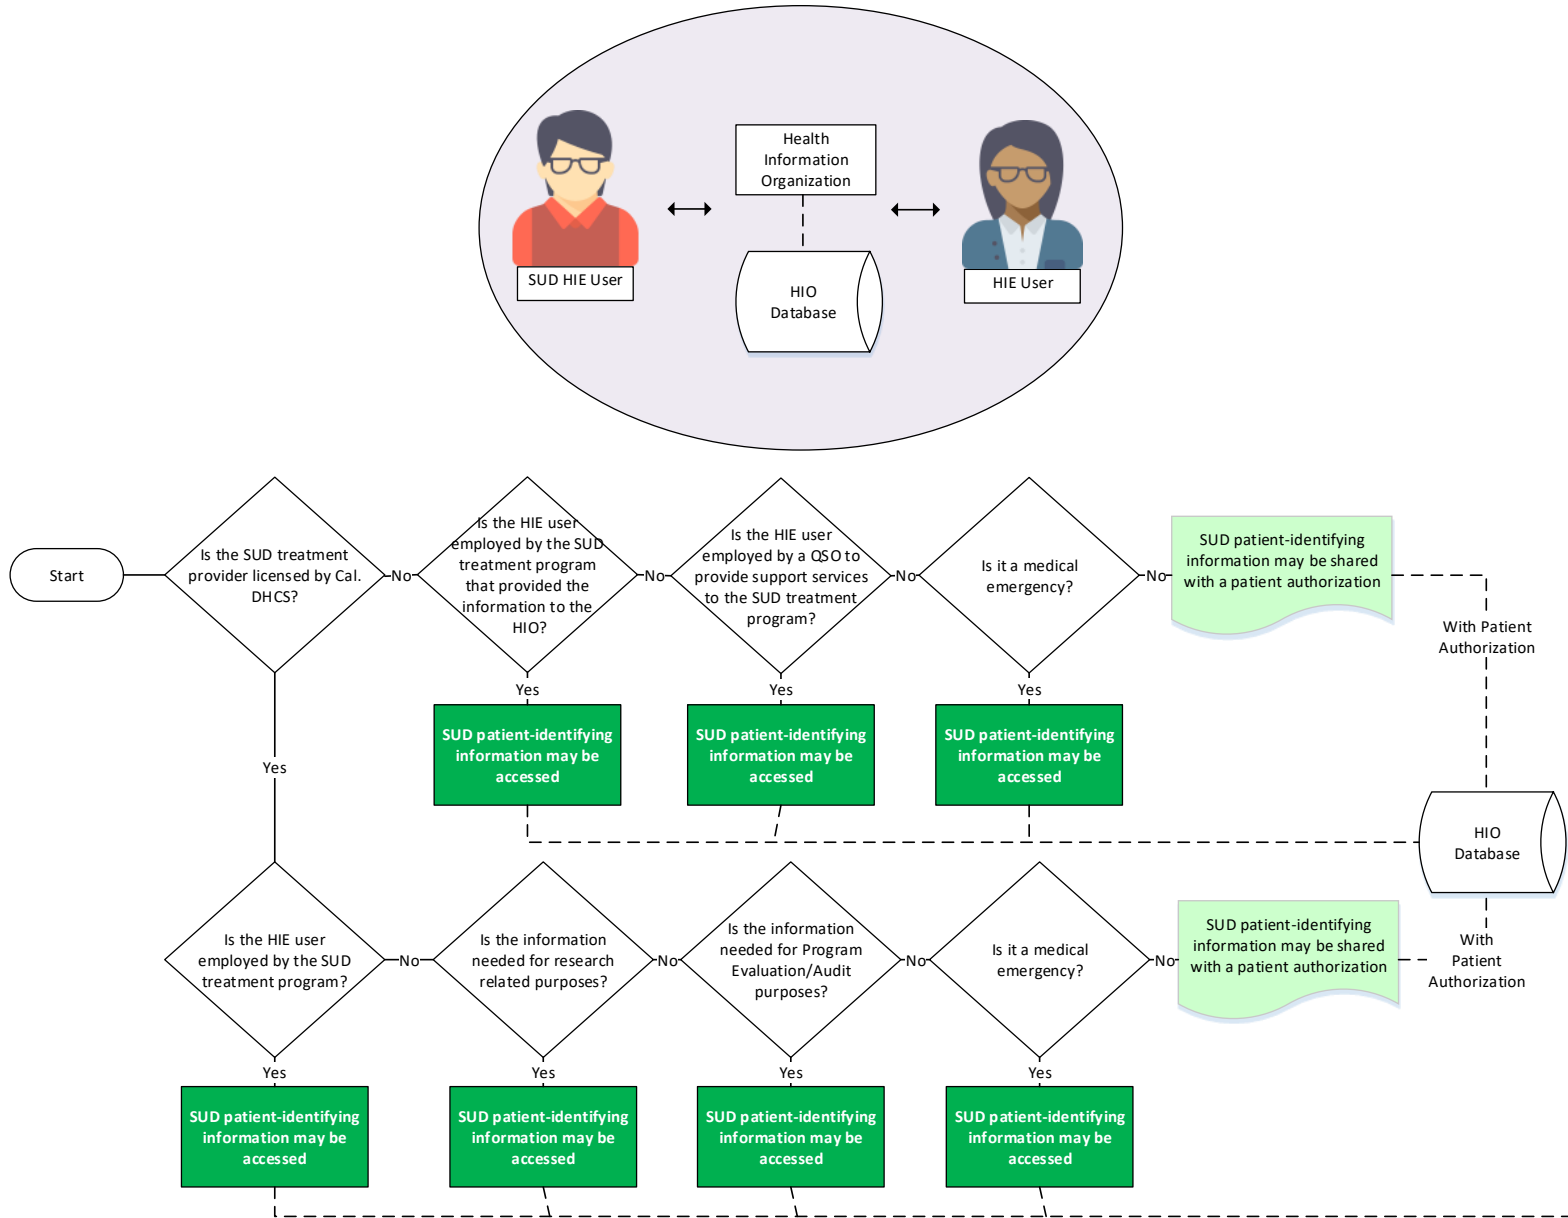 Health
Information
Organization
SUD HIE User
HIO
Database
HIE User
Start
Is the SUD treatment
provider licensed by Cal.
DHCS?
No
Is the HIE user
employed by the SUD
treatment program
that provided the
information to the
HIO?
No
Is the HIE user
employed by a QSO to
provide support services
to the SUD treatment
program?
No
Is it a medical
emergency?
No
SUD patient-identifying
information may be shared
with a patient authorization
With Patient
Authorization
Yes
Yes
Yes
SUD patient-identifying
information may be
accessed
SUD patient-identifying
information may be
accessed
SUD patient-identifying
information may be
accessed
Yes
HIO
Database
Is the HIE user
employed by the SUD
treatment program?
No
Is the information
needed for research
related purposes?
No
Is the information
needed for Program
Evaluation/Audit
purposes?
No
Is it a medical
emergency?
No
SUD patient-identifying
information may be shared
with a patient authorization
With
Patient
Authorization
Yes
Yes
Yes
Yes
SUD patient-identifying
information may be
accessed
SUD patient-identifying
information may be
accessed
SUD patient-identifying
information may be
accessed
SUD patient-identifying
information may be
accessed